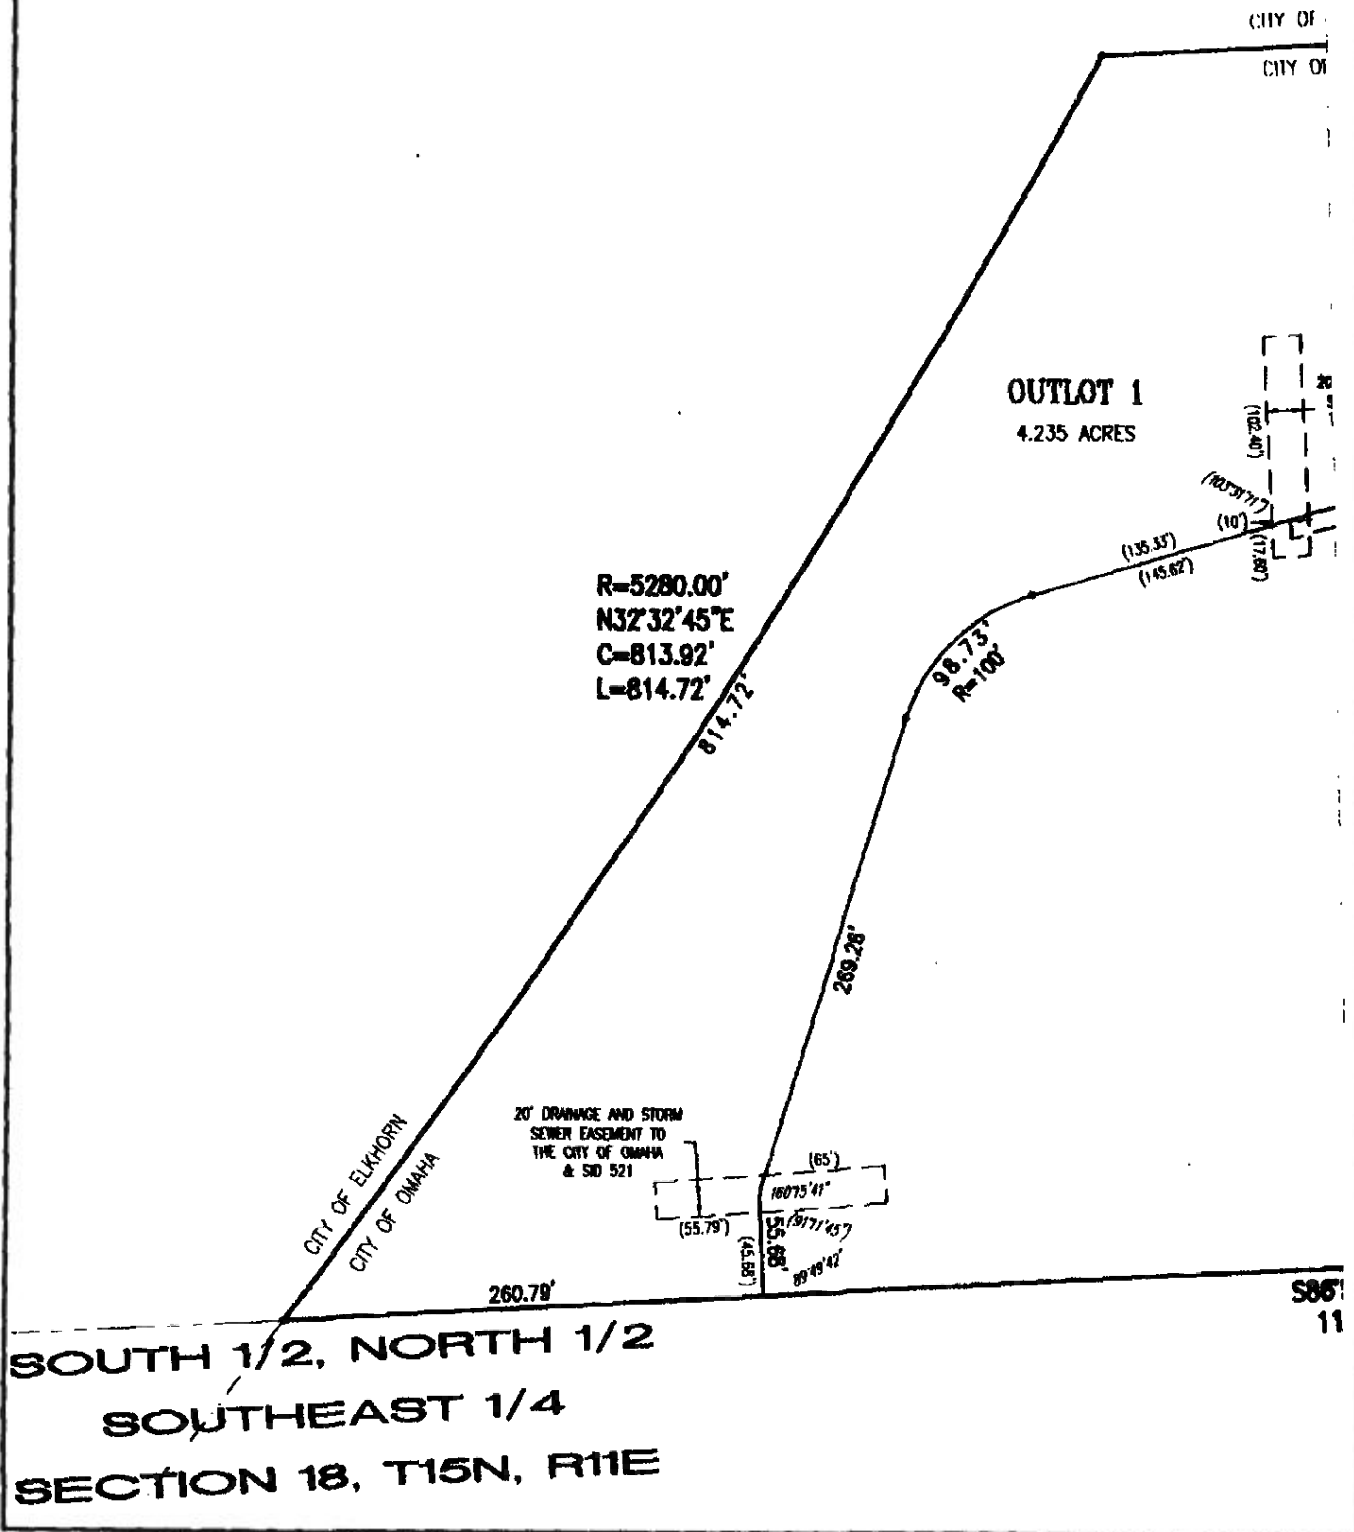 CITY OF
CITY OF
OUTLOT 1
4.235 ACRES
20
(102.40')
(10')
(17.80')
(135.33')
(145.62')
R=5280.00'
N32°32'45"E
C=813.92'
L=814.72'
814.72'
98.73'
R=100'
269.26'
20' DRAINAGE AND STORM
SEWER EASEMENT TO
THE CITY OF OMAHA
& SID 521
(65')
160°15'41"
(55.79')
(45.68')
55.68'
89°49'42"
CITY OF ELKHORN
CITY OF OMAHA
260.79'
11
SOUTH 1/2, NORTH 1/2
SOUTHEAST 1/4
SECTION 18, T15N, R11E